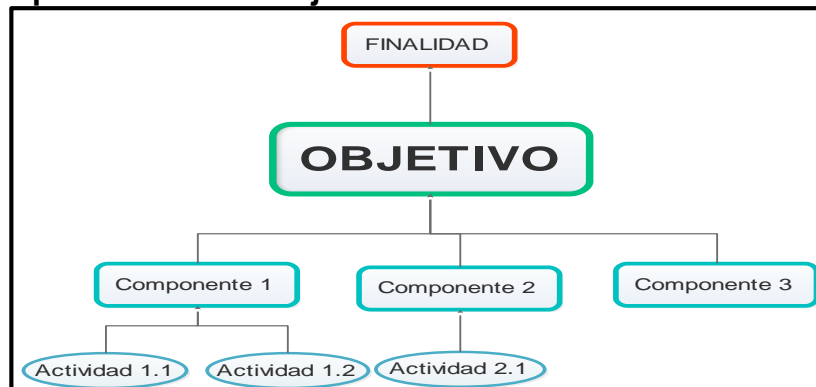 FINALIDAD
OBJETIVO
Componente 1
Componente 2
Componente 3
Actividad 1.1
Actividad 1.2
Actividad 2.1